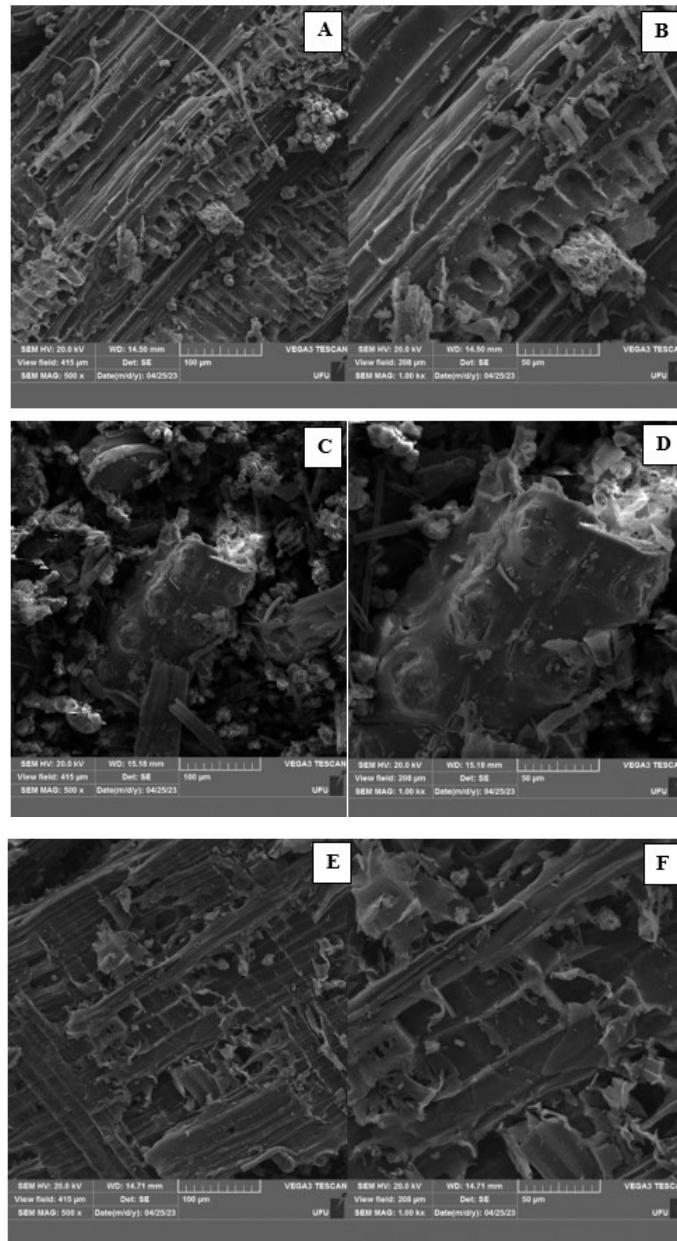 A
B
SEM HV: 20.0 kV WD: 14.50 mm VEGA3 TESCAN
View field: 415 µm Det: SE 100 µm
SEM MAG: 500 x Date(m/d/y): 04/25/23 UFU
SEM HV: 20.0 kV WD: 14.50 mm VEGA3 TESCAN
View field: 208 µm Det: SE 50 µm
SEM MAG: 1.00 kx Date(m/d/y): 04/25/23 UFU
C
D
SEM HV: 20.0 kV WD: 15.18 mm VEGA3 TESCAN
View field: 415 µm Det: SE 100 µm
SEM MAG: 500 x Date(m/d/y): 04/25/23 UFU
SEM HV: 20.0 kV WD: 15.18 mm VEGA3 TESCAN
View field: 208 µm Det: SE 50 µm
SEM MAG: 1.00 kx Date(m/d/y): 04/25/23 UFU
E
F
SEM HV: 20.0 kV WD: 14.71 mm VEGA3 TESCAN
View field: 415 µm Det: SE 100 µm
SEM MAG: 500 x Date(m/d/y): 04/25/23 UFU
SEM HV: 20.0 kV WD: 14.71 mm VEGA3 TESCAN
View field: 208 µm Det: SE 50 µm
SEM MAG: 1.00 kx Date(m/d/y): 04/25/23 UFU